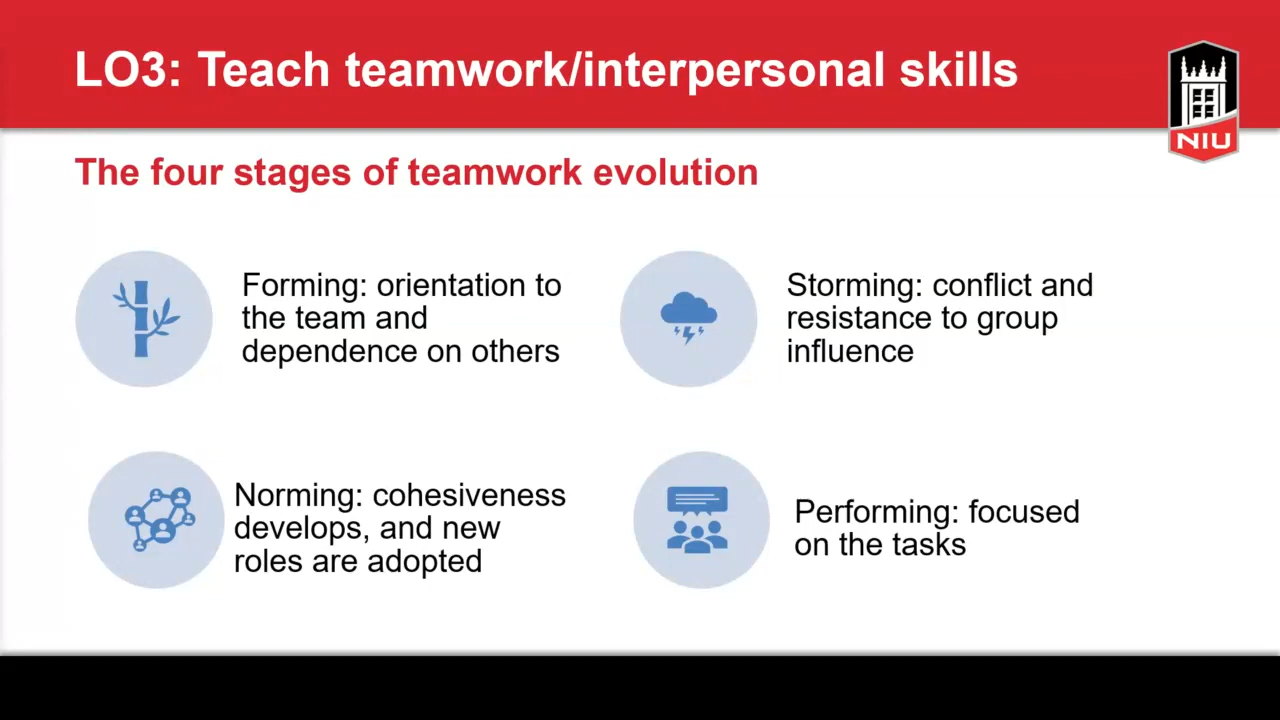 LO3: Teach teamwork/interpersonal skills
NIU
The four stages of teamwork evolution
Forming: orientation to
the team and
dependence on others
Storming: conflict and
resistance to group
influence
Norming: cohesiveness
develops, and new
roles are adopted
Performing: focused
on the tasks